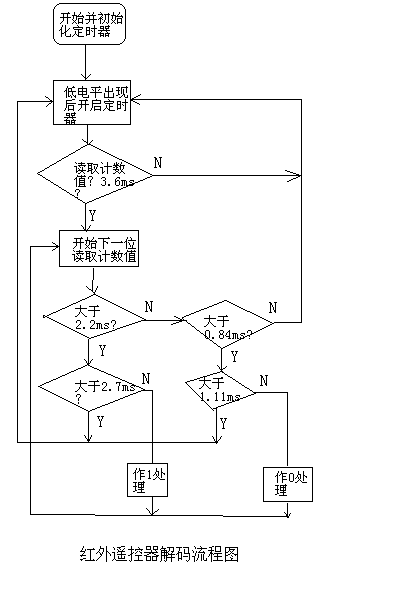 开始并初始
化定时器
低电平出现
后开启定时
器
读取计数
值？3.6ms
?
N
Y
开始下一位
读取计数值
大于
2.2ms?
N
大于
0.84ms?
N
Y
Y
大于2.7ms
?
N
大于
1.11ms
N
Y
Y
作1处
理
作0处
理
红外遥控器解码流程图